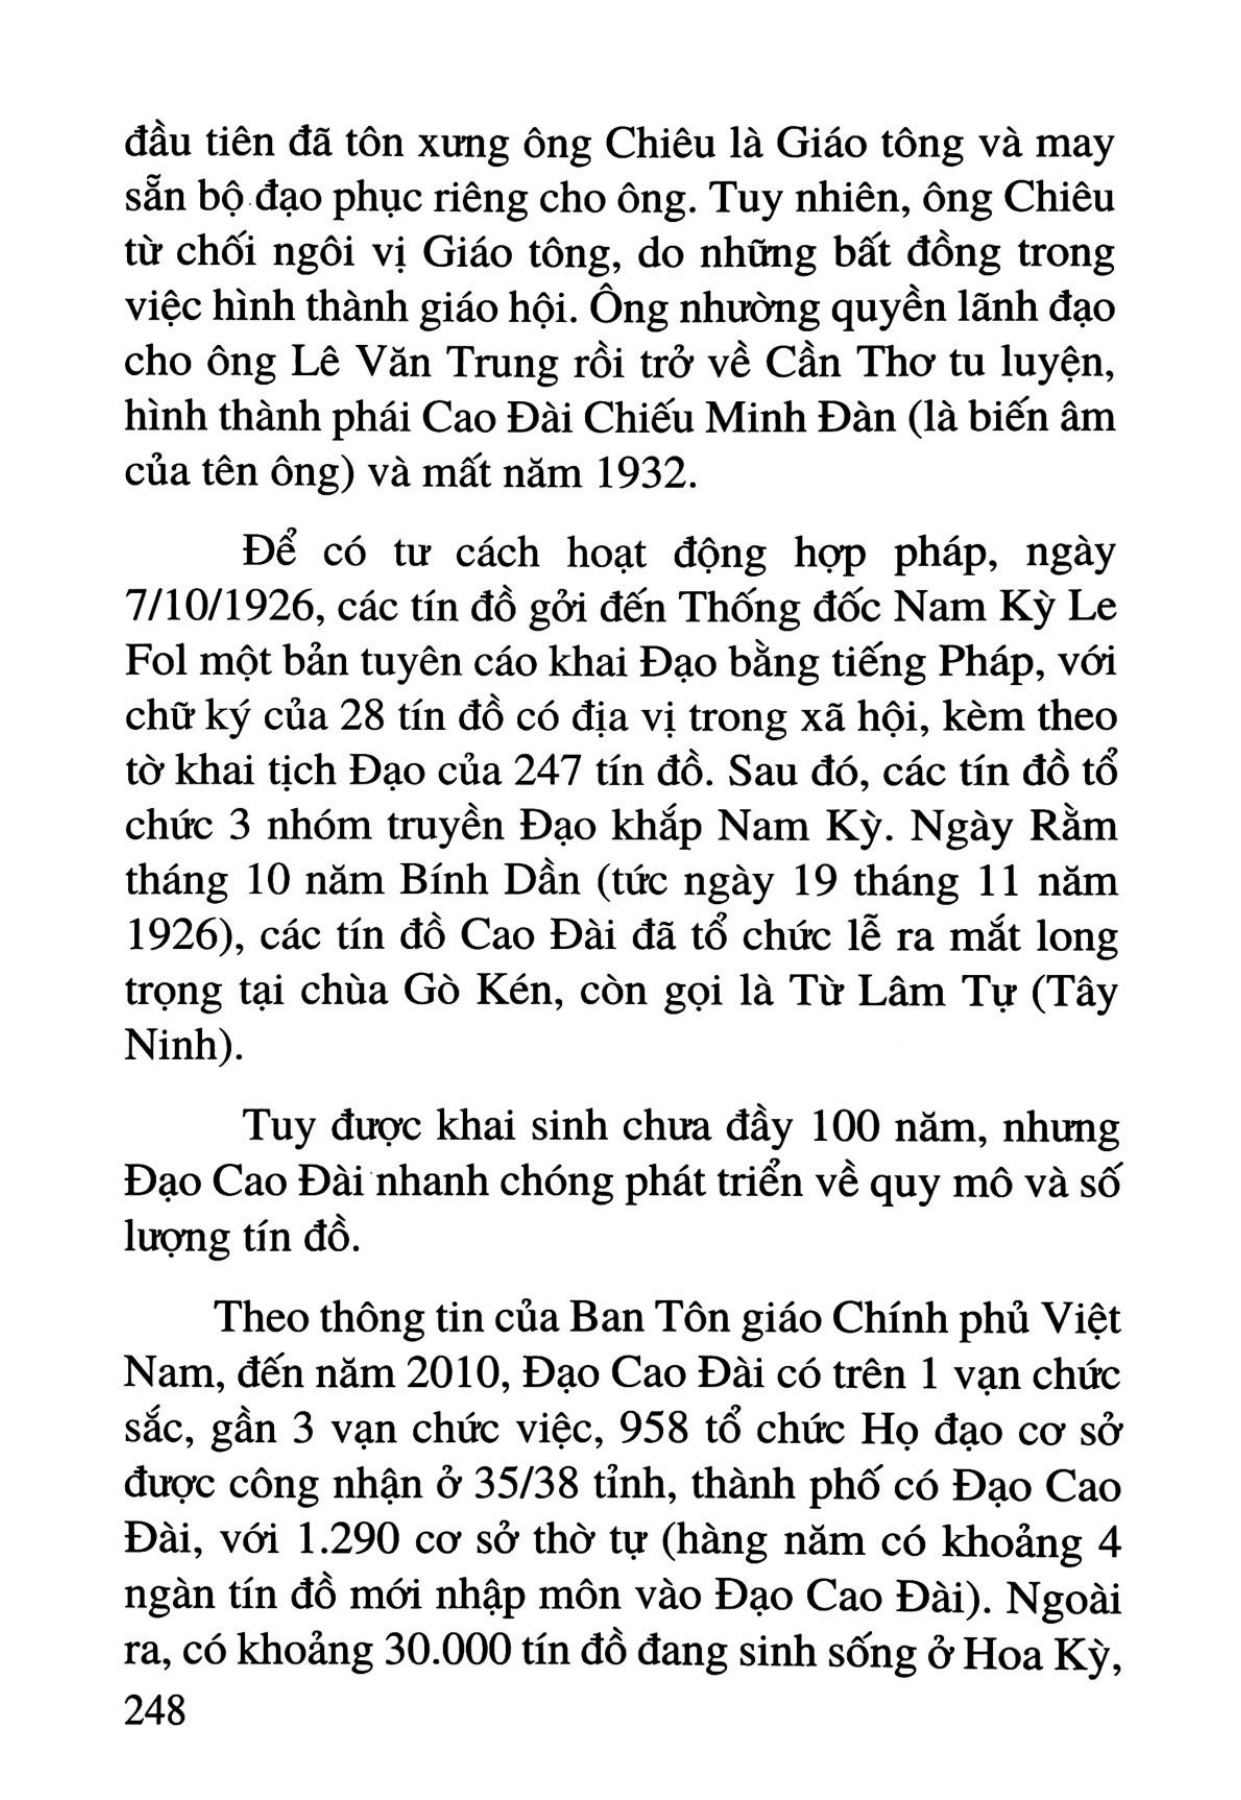 đầu tiên đã tôn xưng ông Chiêu là Giáo tông và may
sẵn bộ đạo phục riêng cho ông. Tuy nhiên, ông Chiêu
từ chối ngôi vị Giáo tông, do những bất đồng trong
việc hình thành giáo hội. Ông nhường quyền lãnh đạo
cho ông Lê Văn Trung rồi trở về Cần Thơ tu luyện,
hình thành phái Cao Đài Chiếu Minh Đàn (là biến âm
của tên ông) và mất năm 1932.
Để có tư cách hoạt động hợp pháp, ngày
7/10/1926, các tín đồ gởi đến Thống đốc Nam Kỳ Le
Fol một bản tuyên cáo khai Đạo bằng tiếng Pháp, với
chữ ký của 28 tín đồ có địa vị trong xã hội, kèm theo
tờ khai tịch Đạo của 247 tín đồ. Sau đó, các tín đồ tổ
chức 3 nhóm truyền Đạo khắp Nam Kỳ. Ngày Rằm
tháng 10 năm Bính Dần (tức ngày 19 tháng 11 năm
1926), các tín đồ Cao Đài đã tổ chức lễ ra mắt long
trọng tại chùa Gò Kén, còn gọi là Từ Lâm Tự (Tây
Ninh).
Tuy được khai sinh chưa đầy 100 năm, nhưng
Đạo Cao Đài nhanh chóng phát triển về quy mô và số
lượng tín đồ.
Theo thông tin của Ban Tôn giáo Chính phủ Việt
Nam, đến năm 2010, Đạo Cao Đài có trên 1 vạn chức
sắc, gần 3 vạn chức việc, 958 tổ chức Họ đạo cơ sở
được công nhận ở 35/38 tỉnh, thành phố có Đạo Cao
Đài, với 1.290 cơ sở thờ tự (hàng năm có khoảng 4
ngàn tín đồ mới nhập môn vào Đạo Cao Đài). Ngoài
ra, có khoảng 30.000 tín đồ đang sinh sống ở Hoa Kỳ,
248